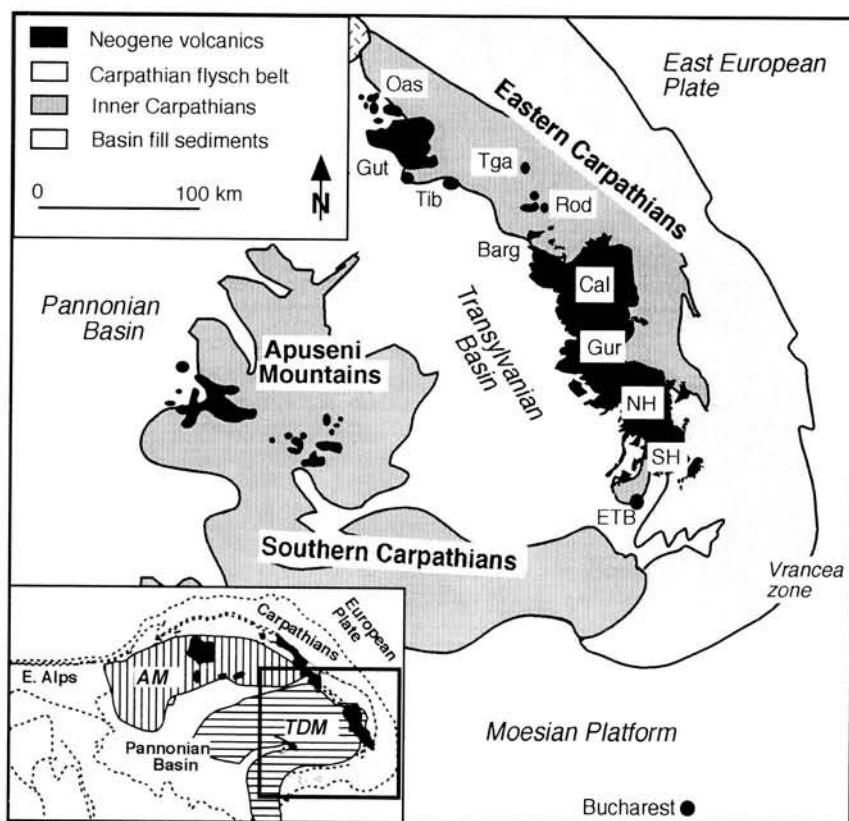 Neogene volcanics
Carpathian flysch belt
Inner Carpathians
Basin fill sediments
0 100 km
N
East European
Plate
Oas
Eastern Carpathians
Gut
Tga
Tib
Rod
Barg
Cal
Pannonian
Basin
Transylvanian
Basin
Apuseni
Mountains
Gur
NH
SH
ETB
Southern Carpathians
Vrancea
zone
European
Plate
Carpathians
E. Alps
AM
TDM
Pannonian
Basin
Moesian Platform
Bucharest